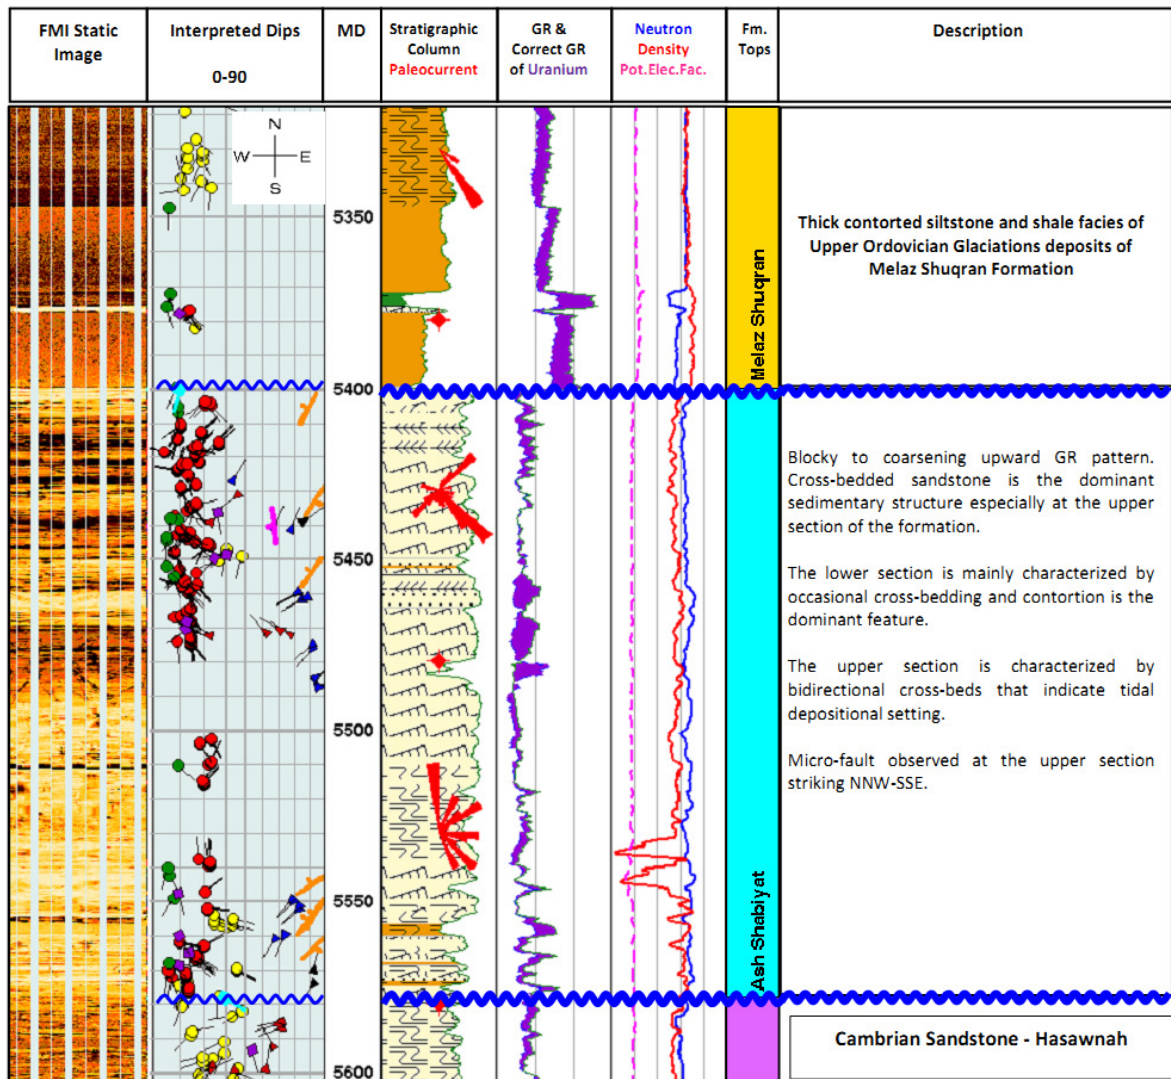 FMI Static
Image
Interpreted Dips
0-90
MD
Stratigraphic
Column
Paleocurrent
GR &
Correct GR
of Uranium
Neutron
Density
Pot.Elec.Fac.
Fm.
Tops
Description
N
W
E
S
5350
5400
5450
5500
5550
5600
Melaz Shuqran
Ash Shabiyat
Thick contorted siltstone and shale facies of
Upper Ordovician Glaciations deposits of
Melaz Shuqran Formation
Blocky to coarsening upward GR pattern.
Cross-bedded sandstone is the dominant
sedimentary structure especially at the upper
section of the formation.
The lower section is mainly characterized by
occasional cross-bedding and contortion is the
dominant feature.
The upper section is characterized by
bidirectional cross-beds that indicate tidal
depositional setting.
Micro-fault observed at the upper section
striking NNW-SSE.
Cambrian Sandstone - Hasawnah